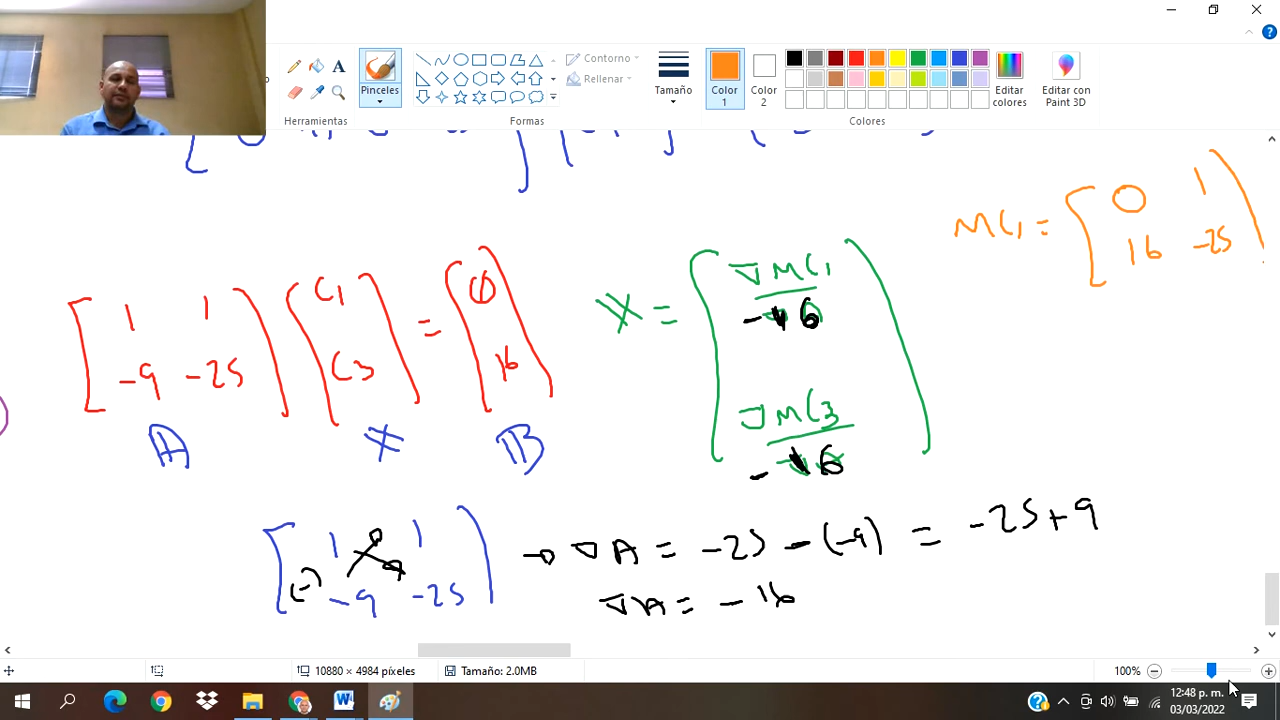 Contorno
Rellenar
Pinceles
Tamaño
Color 1
Color 2
Editar colores
Editar con Paint 3D
Herramientas
Formas
Colores
MC1 = [ 0 1
16 -25 ]
[ 1 1
-9 -25 ] [ C1
C3 ] = [ 0
16 ]
A X B
X = [ ∇MC1
-16
∇MC3
-16 ]
[ 1 1
(-) -9 -25 ] → ∇A = -25 - (-9) = -25+9
∇A = -16
10880 × 4984 píxeles
Tamaño: 2.0MB
100%
12:48 p. m.
03/03/2022